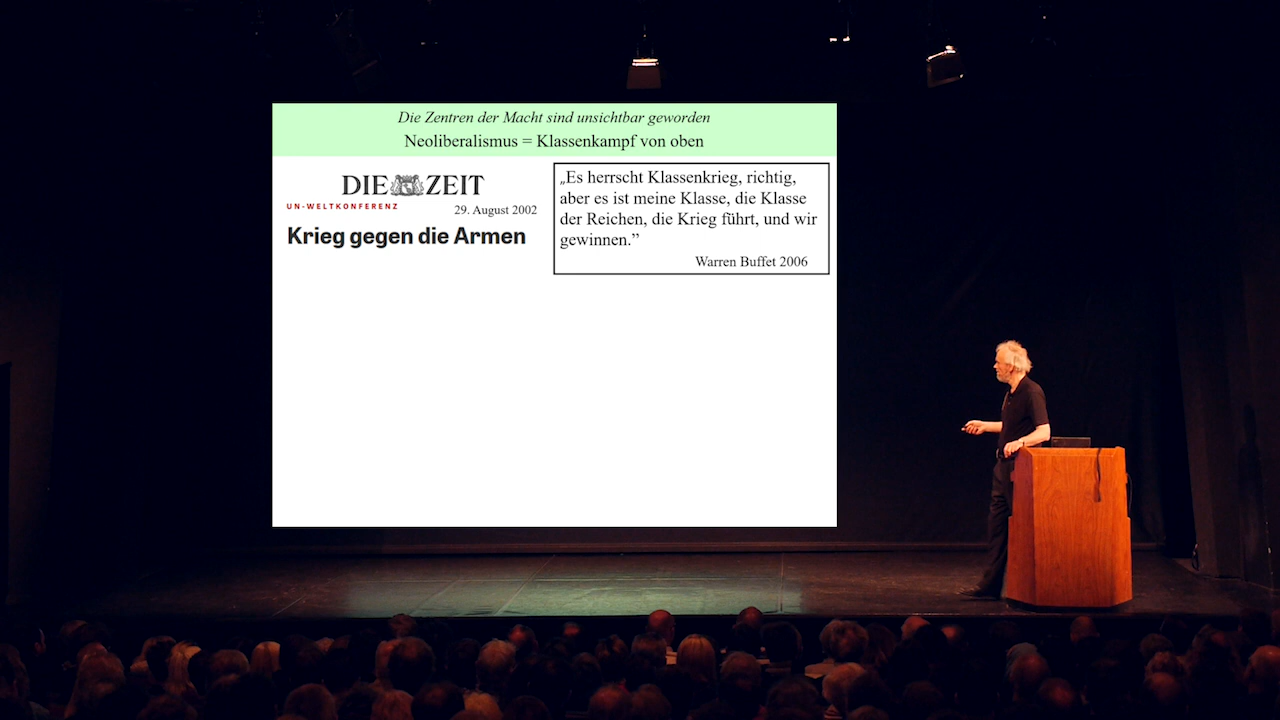 Die Zentren der Macht sind unsichtbar geworden
Neoliberalismus = Klassenkampf von oben
DIE ZEIT
UN-WELTKONFERENZ
29. August 2002
Krieg gegen die Armen
„Es herrscht Klassenkrieg, richtig,
aber es ist meine Klasse, die Klasse
der Reichen, die Krieg führt, und wir
gewinnen.”
Warren Buffet 2006